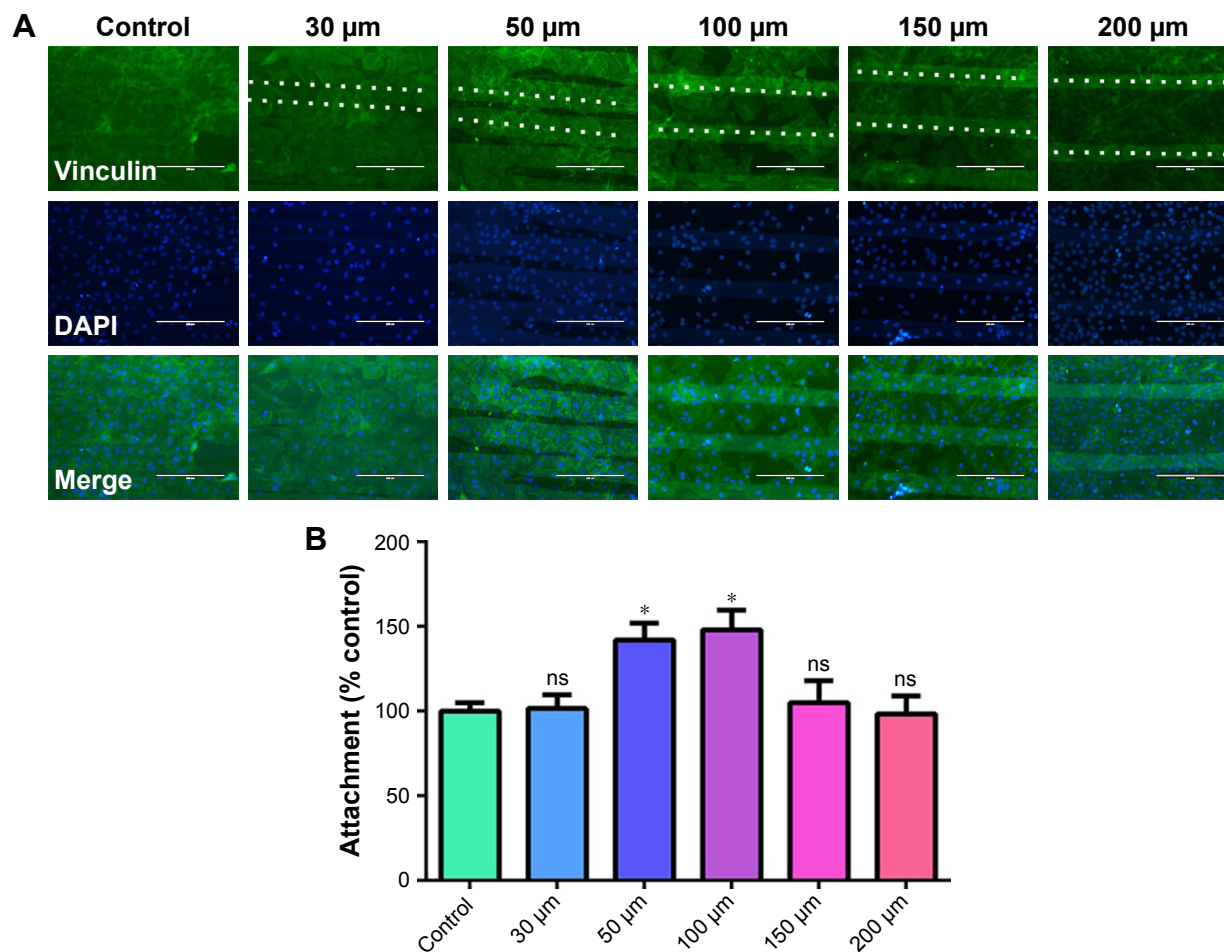 A
Control 30 µm 50 µm 100 µm 150 µm 200 µm
Vinculin
DAPI
Merge
B
Attachment (% control)
200
150
100
50
0
ns
*
*
ns
ns
Control
30 µm
50 µm
100 µm
150 µm
200 µm